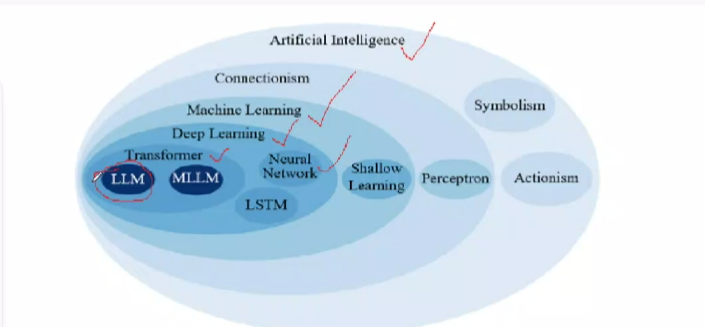 Artificial Intelligence
Connectionism
Symbolism
Machine Learning
Deep Learning
Transformer
Neural
Network
LLM
MLLM
Shallow
Learning
Perceptron
Actionism
LSTM